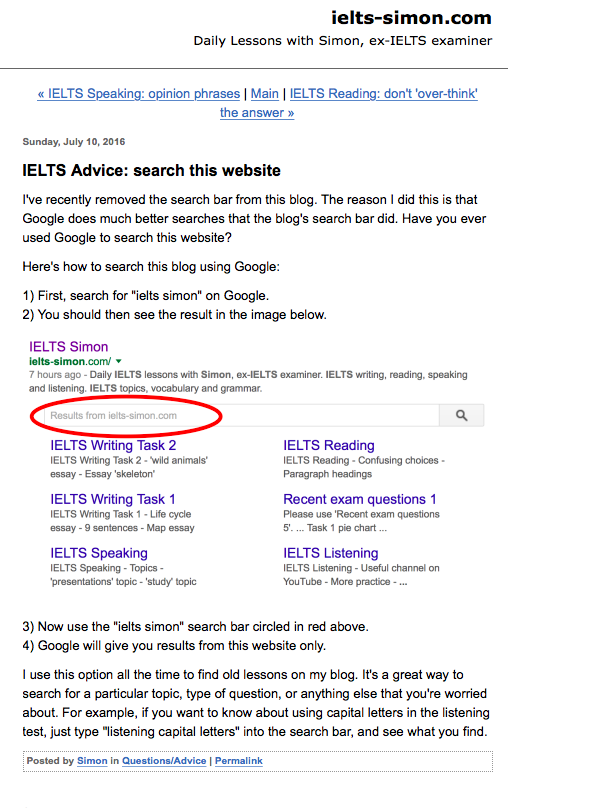 ielts-simon.com
Daily Lessons with Simon, ex-IELTS examiner
« IELTS Speaking: opinion phrases | Main | IELTS Reading: don't 'over-think'
the answer »
Sunday, July 10, 2016
IELTS Advice: search this website
I've recently removed the search bar from this blog. The reason I did this is that
Google does much better searches that the blog's search bar did. Have you ever
used Google to search this website?
Here's how to search this blog using Google:
1) First, search for "ielts simon" on Google.
2) You should then see the result in the image below.
IELTS Simon
ielts-simon.com/
7 hours ago - Daily IELTS lessons with Simon, ex-IELTS examiner. IELTS writing, reading, speaking
and listening. IELTS topics, vocabulary and grammar.
Results from ielts-simon.com
IELTS Writing Task 2
IELTS Writing Task 2 - 'wild animals'
essay - Essay 'skeleton'
IELTS Reading
IELTS Reading - Confusing choices -
Paragraph headings
IELTS Writing Task 1
IELTS Writing Task 1 - Life cycle
essay - 9 sentences - Map essay
Recent exam questions 1
Please use 'Recent exam questions
5'. ... Task 1 pie chart ...
IELTS Speaking
IELTS Speaking - Topics -
'presentations' topic - 'study' topic
IELTS Listening
IELTS Listening - Useful channel on
YouTube - More practice - ...
3) Now use the "ielts simon" search bar circled in red above.
4) Google will give you results from this website only.
I use this option all the time to find old lessons on my blog. It's a great way to
search for a particular topic, type of question, or anything else that you're worried
about. For example, if you want to know about using capital letters in the listening
test, just type "listening capital letters" into the search bar, and see what you find.
Posted by Simon in Questions/Advice | Permalink